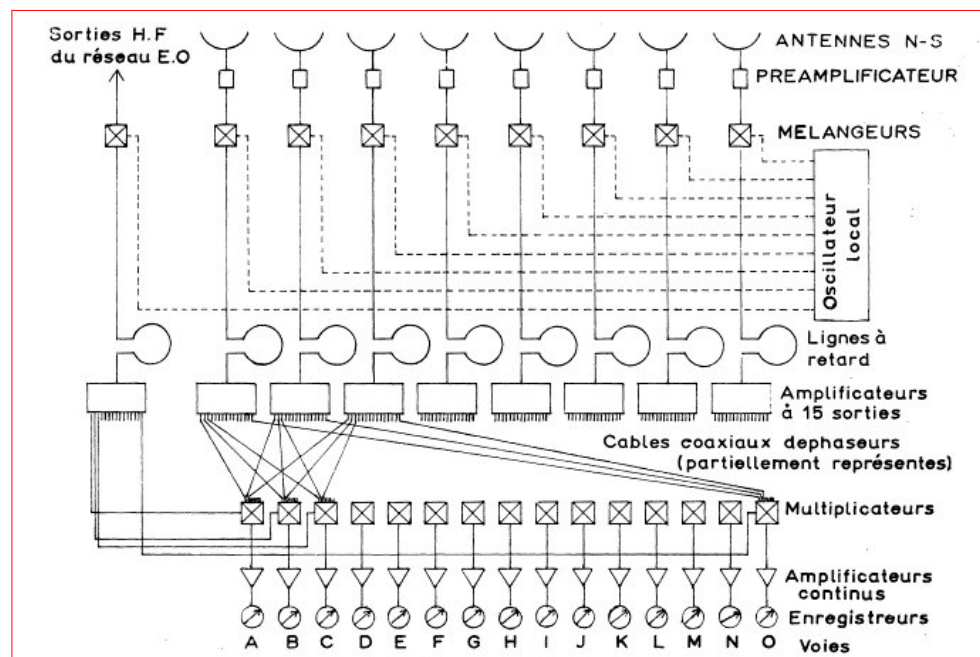 Sorties H.F
du réseau E.O
ANTENNES N-S
PREAMPLIFICATEUR
MELANGEURS
Oscillateur
local
Lignes à
retard
Amplificateurs
à 15 sorties
Cables coaxiaux dephaseurs
(partiellement représentes)
Multiplicateurs
Amplificateurs
continus
Enregistreurs
A B C D E F G H I J K L M N O
Voies